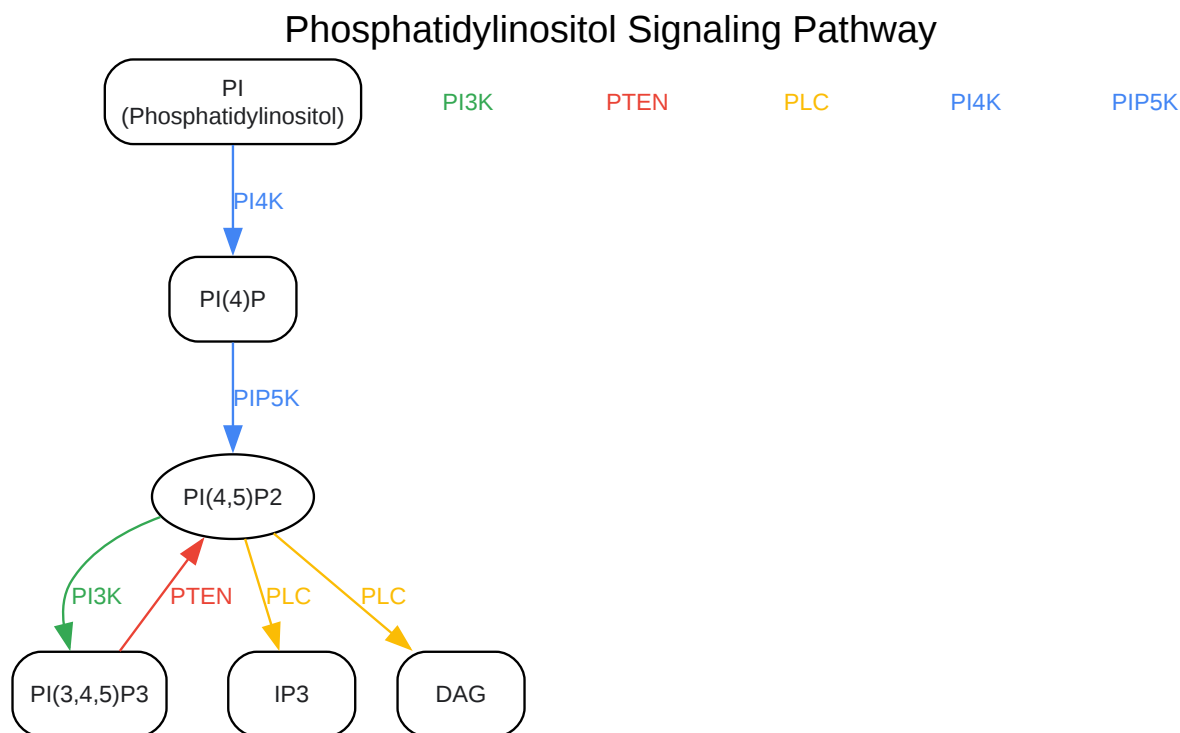 Phosphatidylinositol Signaling Pathway
PI
(Phosphatidylinositol)
PI3K
PTEN
PLC
PI4K
PIP5K
PI4K
PI(4)P
PIP5K
PI(4,5)P2
PI3K
PTEN
PLC
PLC
PI(3,4,5)P3
IP3
DAG